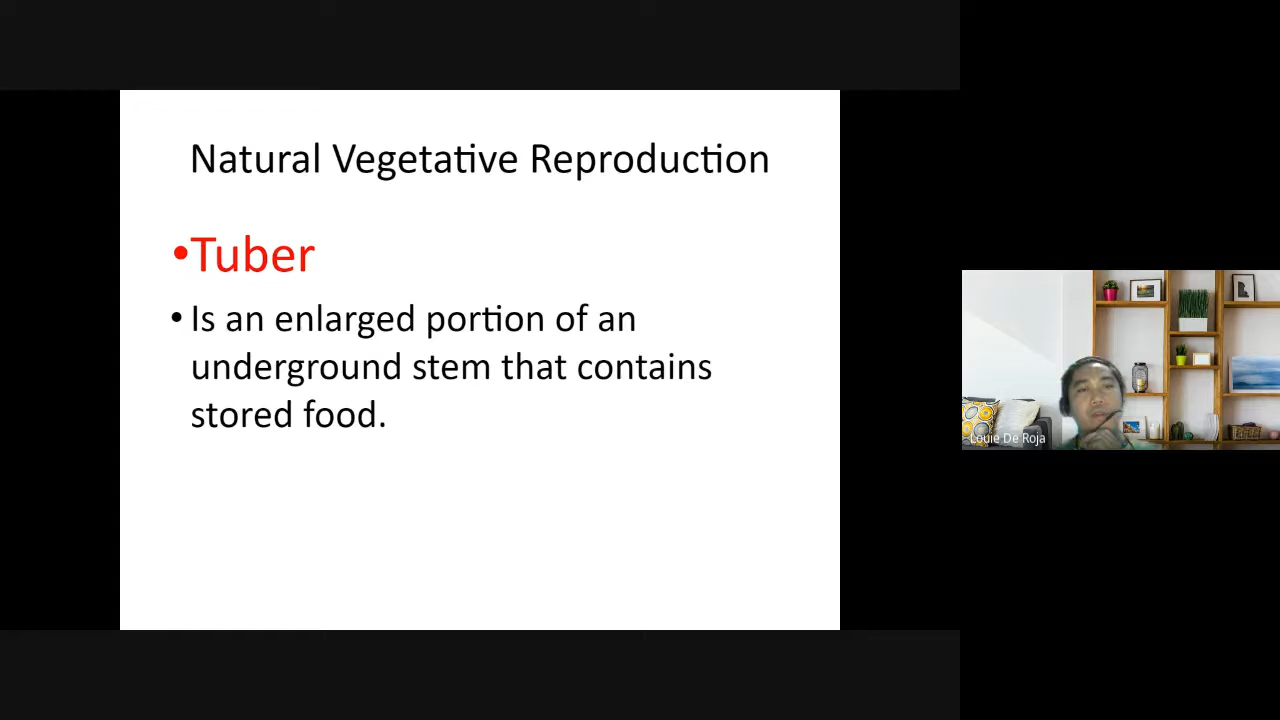 Natural Vegetative Reproduction
•Tuber
• Is an enlarged portion of an
underground stem that contains
stored food.
Louie De Roja